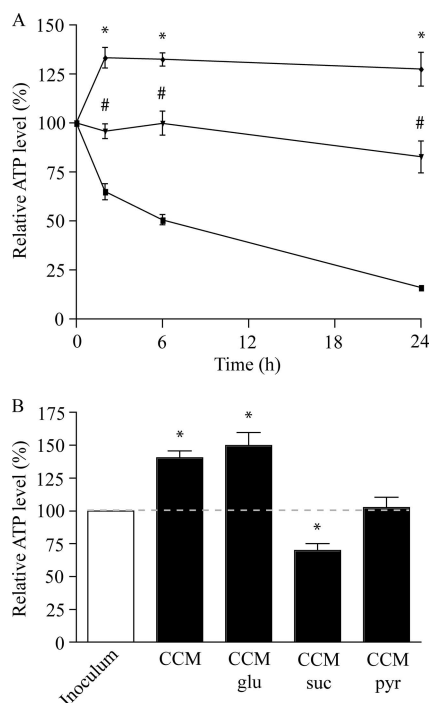 A
150
*
*
*
125
#
#
#
100
75
50
25
0
Relative ATP level (%)
0
6
12
18
24
Time (h)
B
175
*
*
150
125
100
*
75
50
25
0
Relative ATP level (%)
Inoculum
CCM
CCM
glu
CCM
suc
CCM
pyr